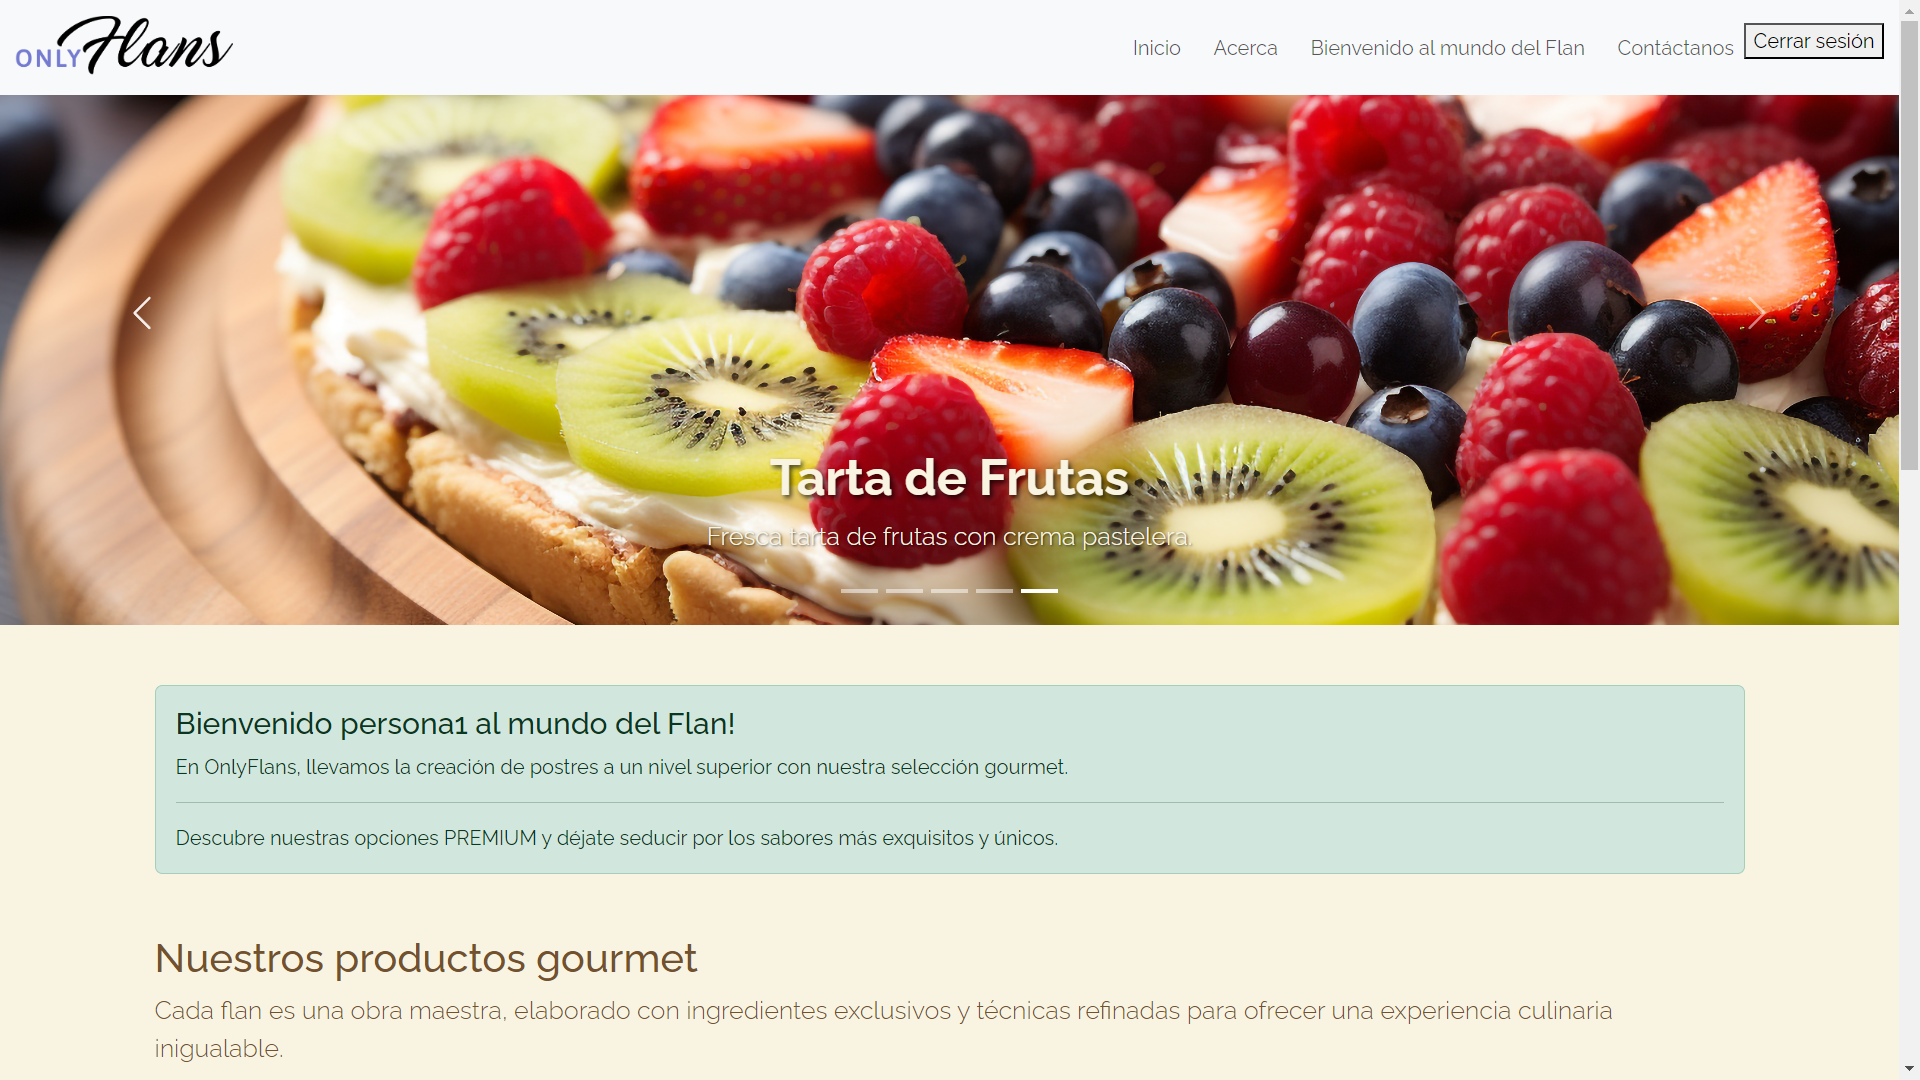 ONLY Flans
Inicio Acerca Bienvenido al mundo del Flan Contáctanos Cerrar sesión
Tarta de Frutas
Fresca tarta de frutas con crema pastelera.
Bienvenido persona1 al mundo del Flan!
En OnlyFlans, llevamos la creación de postres a un nivel superior con nuestra selección gourmet.
Descubre nuestras opciones PREMIUM y déjate seducir por los sabores más exquisitos y únicos.
Nuestros productos gourmet
Cada flan es una obra maestra, elaborado con ingredientes exclusivos y técnicas refinadas para ofrecer una experiencia culinaria
inigualable.